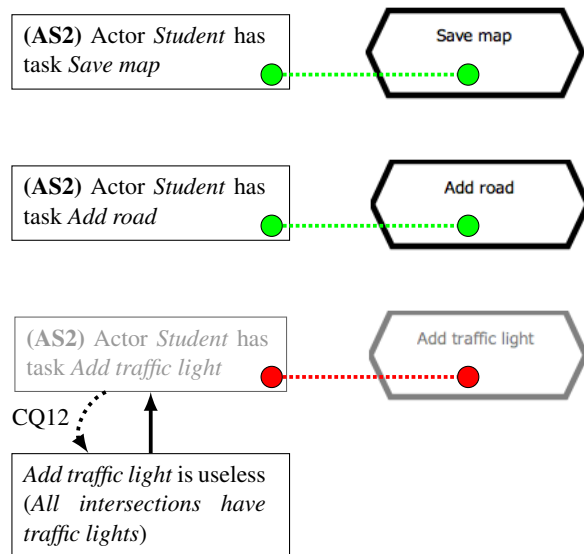 (AS2) Actor Student has
task Save map
Save map
(AS2) Actor Student has
task Add road
Add road
(AS2) Actor Student has
task Add traffic light
Add traffic light
CQ12
Add traffic light is useless
(All intersections have
traffic lights)